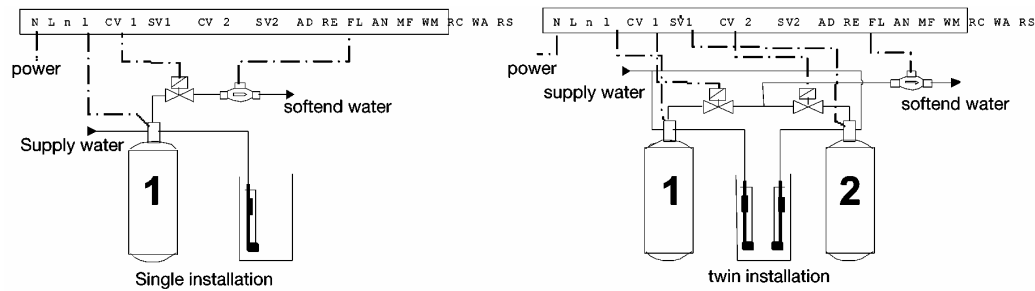 N L n 1 CV 1 SV1 CV 2 SV2 AD RE FL AN MF WM RC WA RS
power
softend water
Supply water
1
Single installation
N L n 1 CV 1 SV1 CV 2 SV2 AD RE FL AN MF WM RC WA RS
power
supply water
softend water
1
2
twin installation